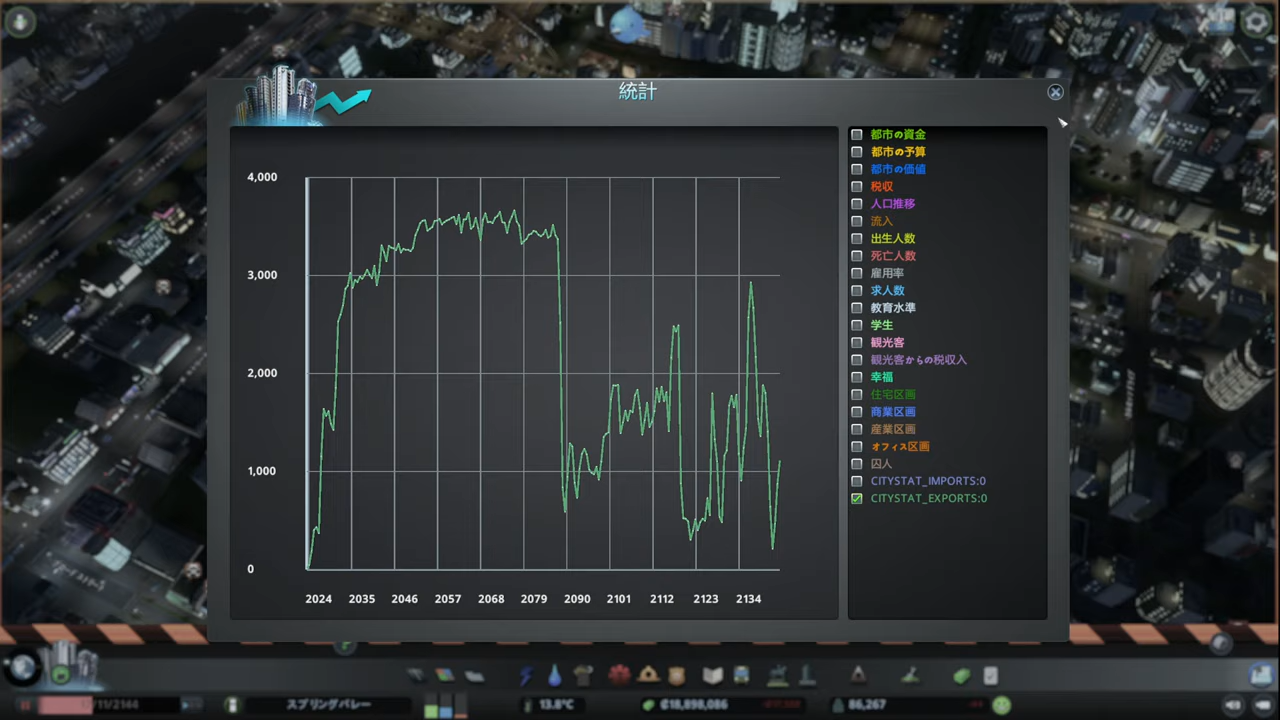 統計
4,000
3,000
2,000
1,000
0
2024 2035 2046 2057 2068 2079 2090 2101 2112 2123 2134
都市の資金
都市の予算
都市の価値
税収
人口推移
流入
出生人数
死亡人数
雇用率
求人数
教育水準
学生
観光客
観光客からの税収入
幸福
住宅区画
商業区画
産業区画
オフィス区画
囚人
CITYSTAT_IMPORTS:0
CITYSTAT_EXPORTS:0
/11/2144
スプリングバレー
13.8°C
₡18,898,086
86,267